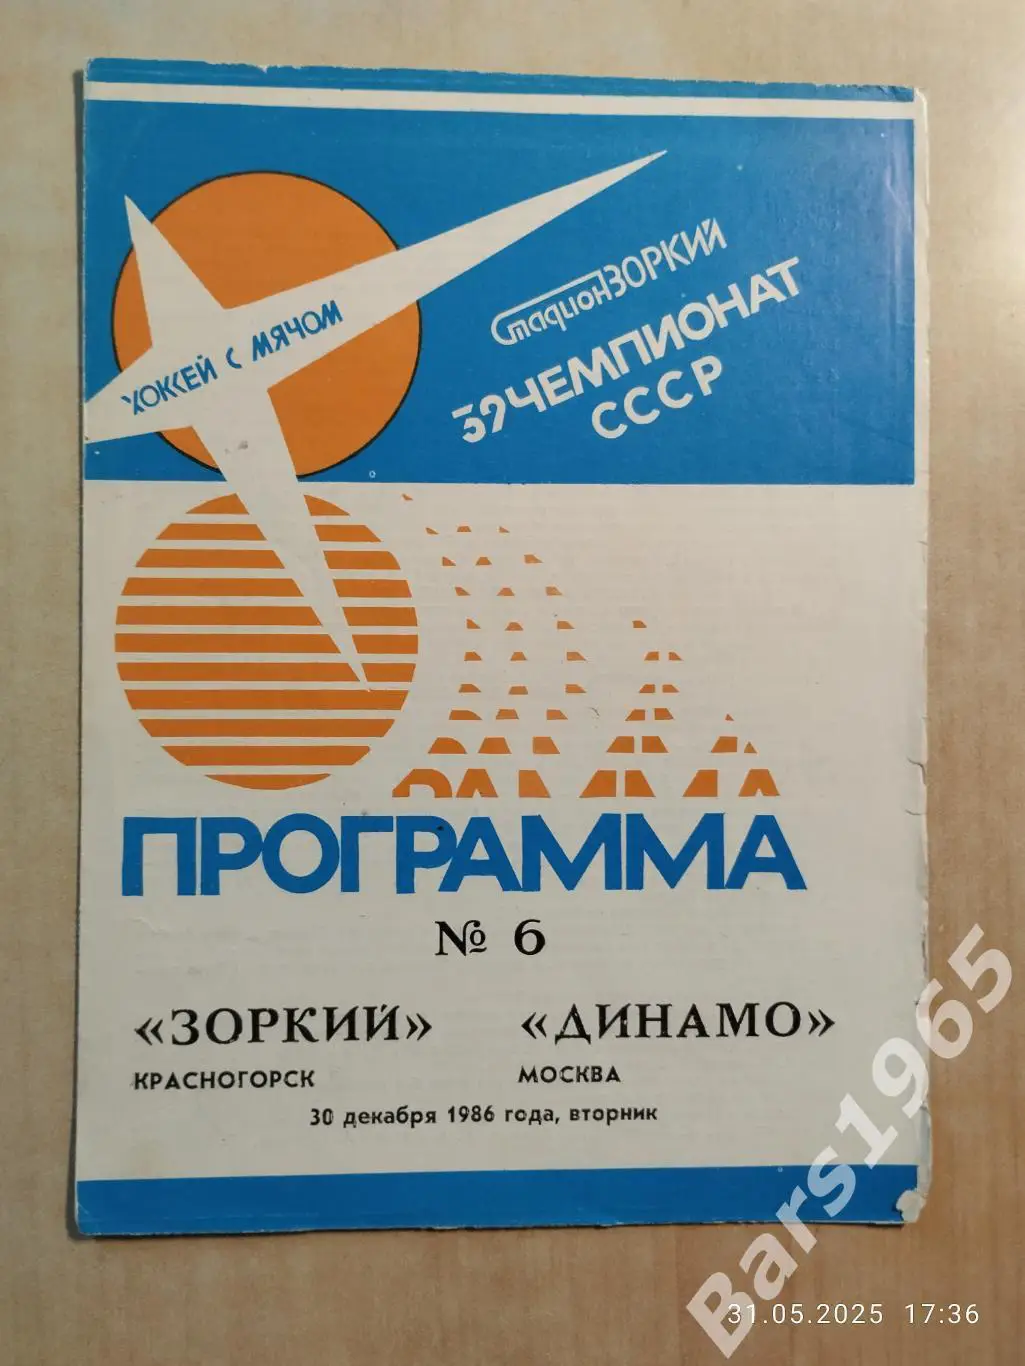 Стадион ЗОРКИЙ
39 ЧЕМПИОНАТ
СССР
ХОККЕЙ С МЯЧОМ
ПРОГРАММА
№ 6
«ЗОРКИЙ» «ДИНАМО»
КРАСНОГОРСК МОСКВА
30 декабря 1986 года, вторник
Bars1965
31.05.2025 17:36